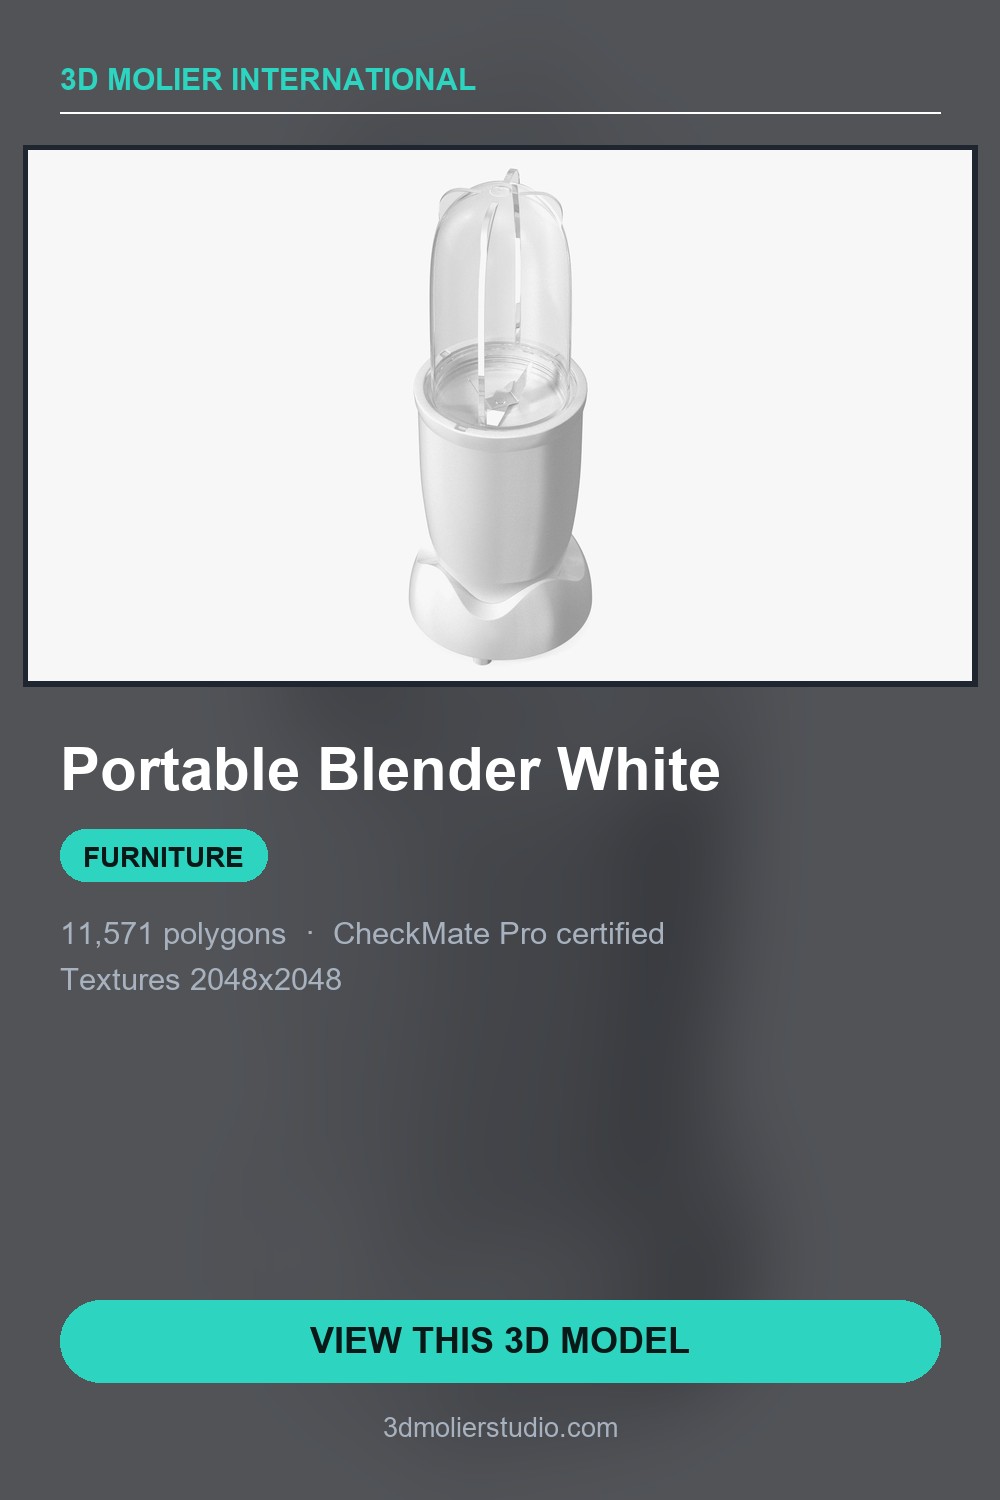 3D MOLIER INTERNATIONAL
Portable Blender White
FURNITURE
11,571 polygons · CheckMate Pro certified
Textures 2048x2048
VIEW THIS 3D MODEL
3dmolierstudio.com